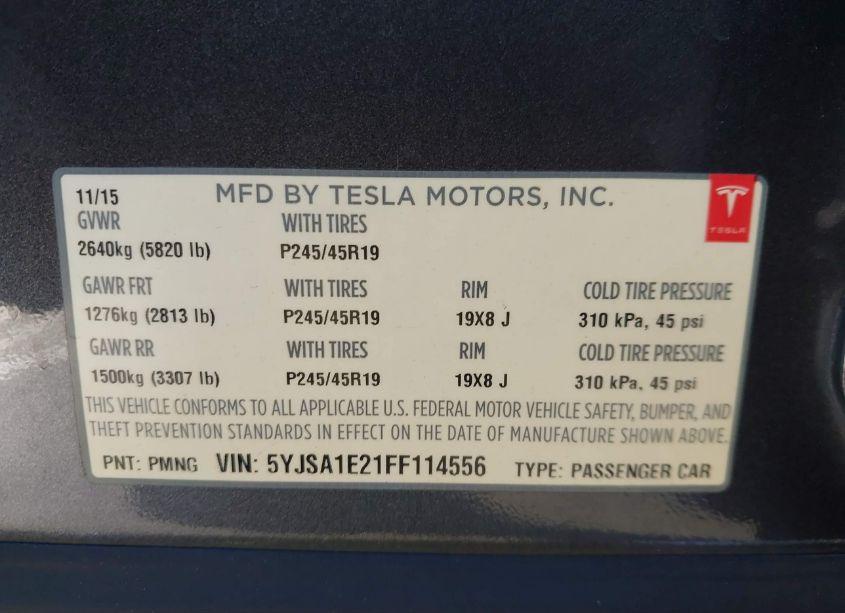 11/15 MFD BY TESLA MOTORS, INC.
TESLA
GVWR WITH TIRES
2640kg (5820 lb) P245/45R19
GAWR FRT WITH TIRES RIM COLD TIRE PRESSURE
1276kg (2813 lb) P245/45R19 19X8 J 310 kPa, 45 psi
GAWR RR WITH TIRES RIM COLD TIRE PRESSURE
1500kg (3307 lb) P245/45R19 19X8 J 310 kPa, 45 psi
THIS VEHICLE CONFORMS TO ALL APPLICABLE U.S. FEDERAL MOTOR VEHICLE SAFETY, BUMPER, AND
THEFT PREVENTION STANDARDS IN EFFECT ON THE DATE OF MANUFACTURE SHOWN ABOVE.
PNT: PMNG VIN: 5YJSA1E21FF114556 TYPE: PASSENGER CAR